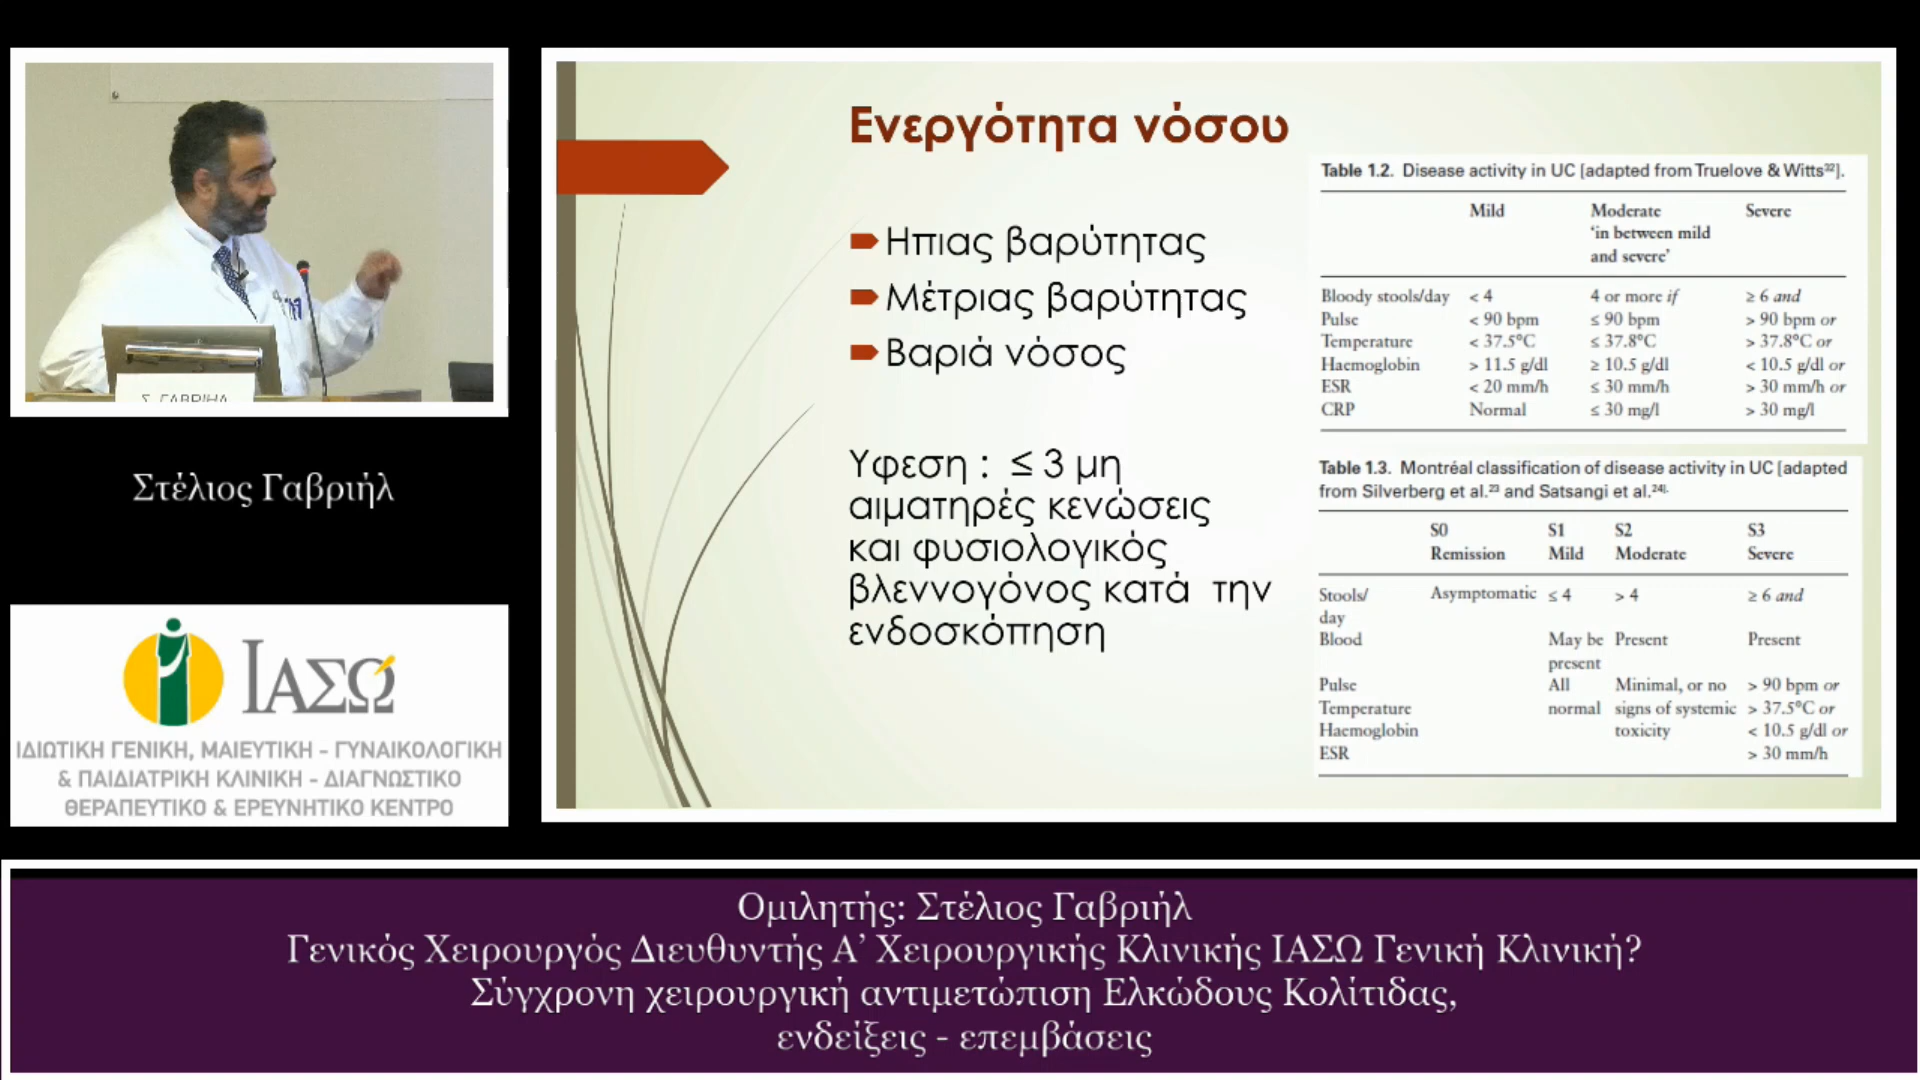 Σ. ΓΑΒΡΙΗΛ
Στέλιος Γαβριήλ
ΙΑΣΩ
ΙΔΙΩΤΙΚΗ ΓΕΝΙΚΗ, ΜΑΙΕΥΤΙΚΗ - ΓΥΝΑΙΚΟΛΟΓΙΚΗ
& ΠΑΙΔΙΑΤΡΙΚΗ ΚΛΙΝΙΚΗ - ΔΙΑΓΝΩΣΤΙΚΟ
ΘΕΡΑΠΕΥΤΙΚΟ & ΕΡΕΥΝΗΤΙΚΟ ΚΕΝΤΡΟ
Ενεργότητα νόσου
Ηπιας βαρύτητας
Μέτριας βαρύτητας
Βαριά νόσος
Υφεση : ≤ 3 μη
αιματηρές κενώσεις
και φυσιολογικός
βλεννογόνος κατά την
ενδοσκόπηση
Table 1.2. Disease activity in UC [adapted from Truelove & Witts³²].
Mild Moderate Severe
'in between mild
and severe'
Bloody stools/day < 4 4 or more if ≥ 6 and
Pulse < 90 bpm ≤ 90 bpm > 90 bpm or
Temperature < 37.5°C ≤ 37.8°C > 37.8°C or
Haemoglobin > 11.5 g/dl ≥ 10.5 g/dl < 10.5 g/dl or
ESR < 20 mm/h ≤ 30 mm/h > 30 mm/h or
CRP Normal ≤ 30 mg/l > 30 mg/l
Table 1.3. Montréal classification of disease activity in UC [adapted
from Silverberg et al.²³ and Satsangi et al.²⁴].
S0 S1 S2 S3
Remission Mild Moderate Severe
Stools/ Asymptomatic ≤ 4 > 4 ≥ 6 and
day
Blood May be Present Present
present
Pulse All Minimal, or no > 90 bpm or
Temperature normal signs of systemic > 37.5°C or
Haemoglobin toxicity < 10.5 g/dl or
ESR > 30 mm/h
Ομιλητής: Στέλιος Γαβριήλ
Γενικός Χειρουργός Διευθυντής Α' Χειρουργικής Κλινικής ΙΑΣΩ Γενική Κλινική?
Σύγχρονη χειρουργική αντιμετώπιση Ελκώδους Κολίτιδας,
ενδείξεις - επεμβάσεις